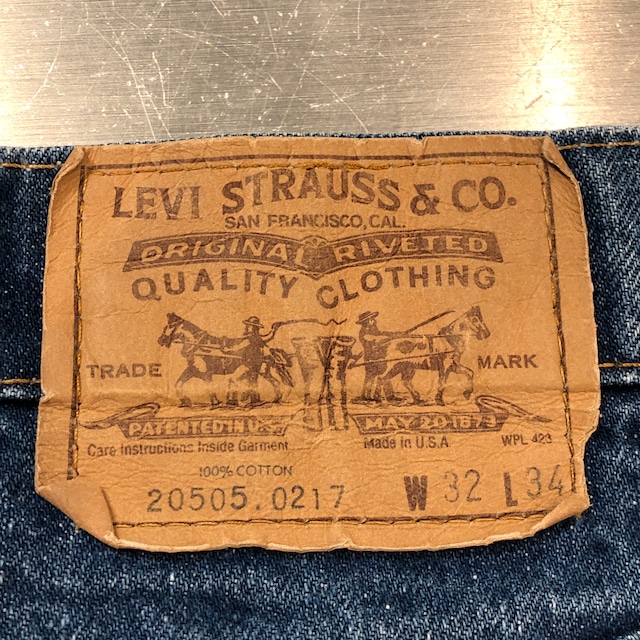 LEVI STRAUSS & CO.
SAN FRANCISCO, CAL.
ORIGINAL RIVETED
QUALITY CLOTHING
TRADE MARK
PATENTED IN U.S. MAY 20 1873
Care Instructions Inside Garment Made in U.S.A WPL 423
100% COTTON
20505.0217 W 32 L 34